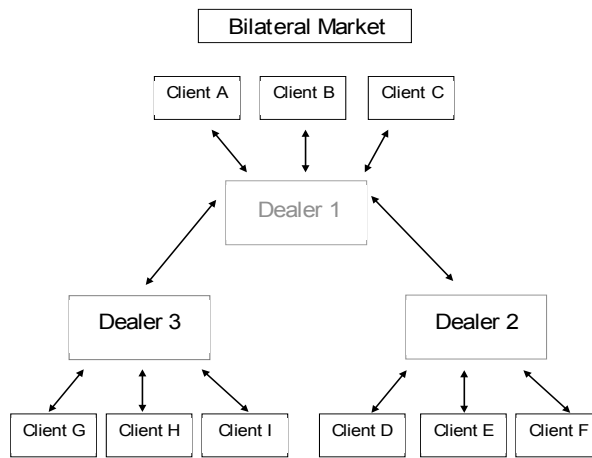 Bilateral Market
Client A
Client B
Client C
Dealer 1
Dealer 3
Dealer 2
Client G
Client H
Client I
Client D
Client E
Client F